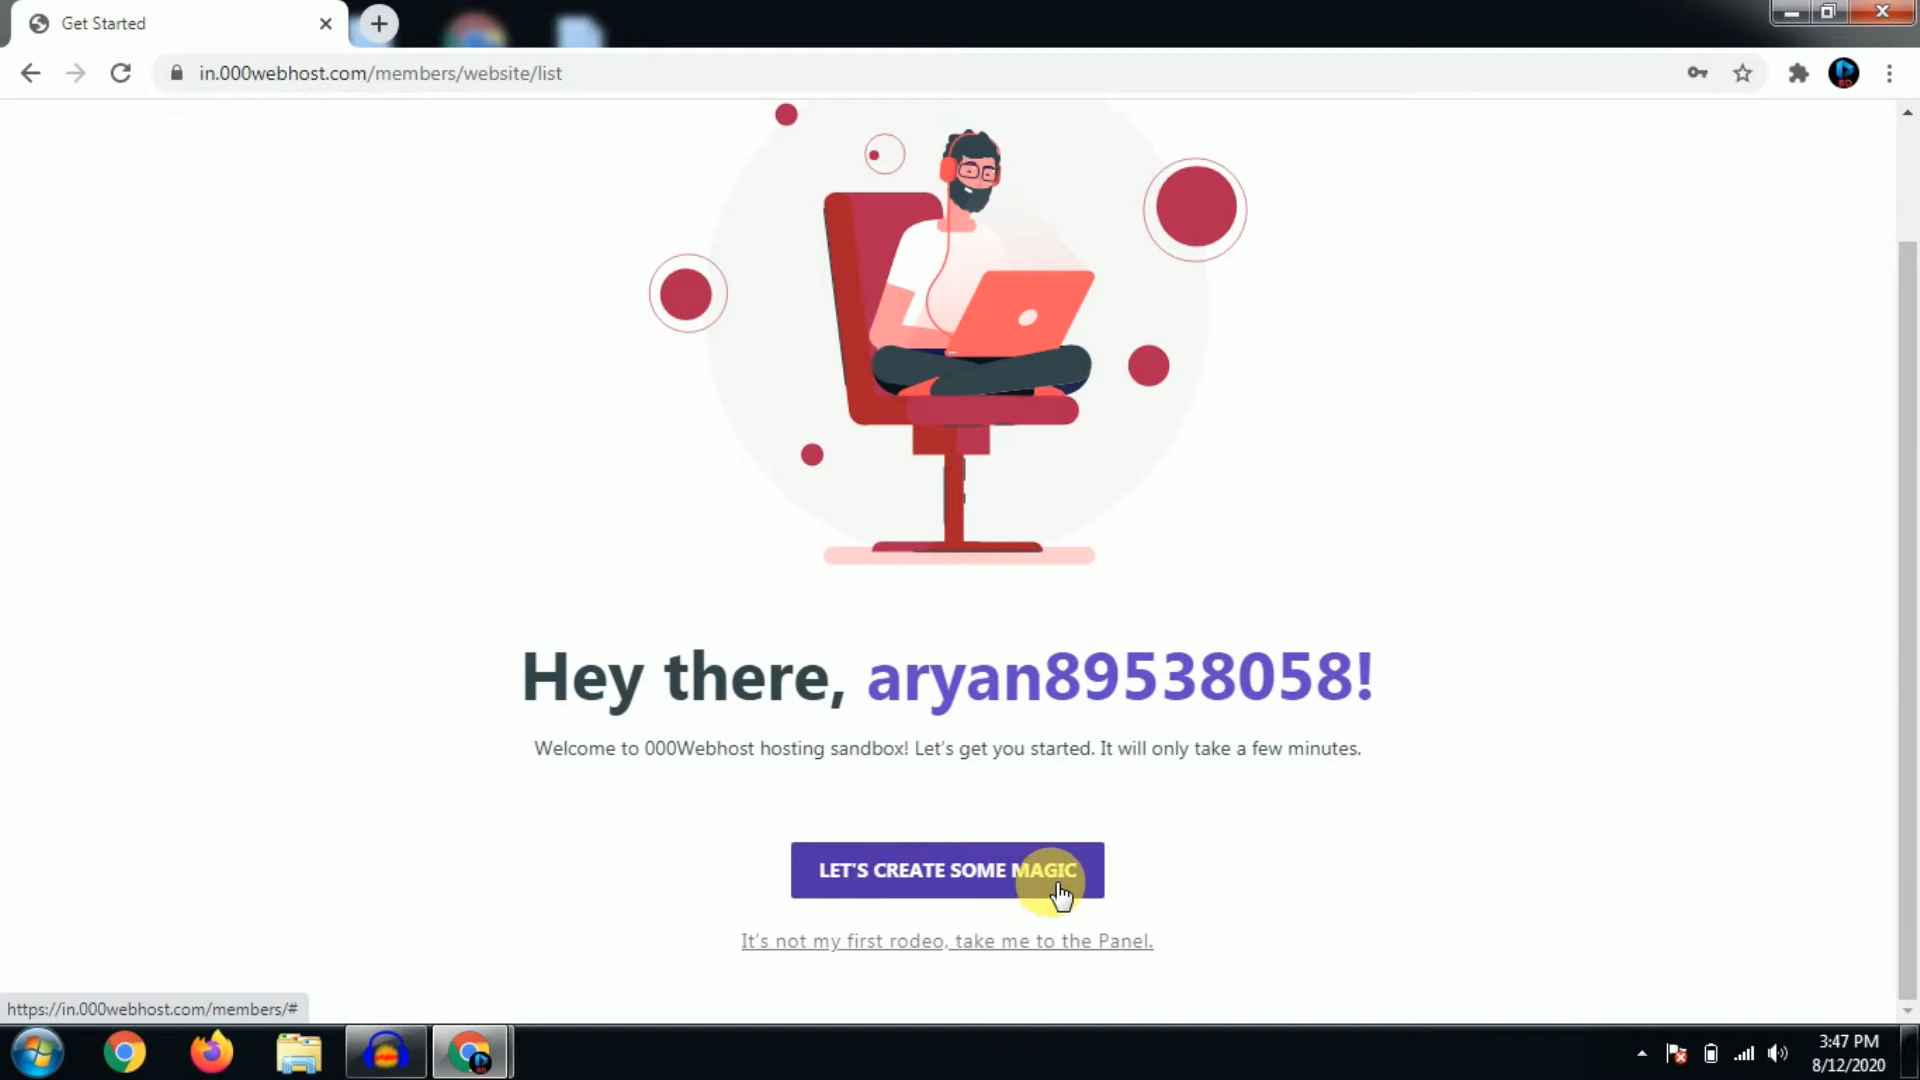 Get Started
in.000webhost.com/members/website/list
Hey there, aryan89538058!
Welcome to 000Webhost hosting sandbox! Let's get you started. It will only take a few minutes.
LET'S CREATE SOME MAGIC
It's not my first rodeo, take me to the Panel.
https://in.000webhost.com/members/#
3:47 PM
8/12/2020